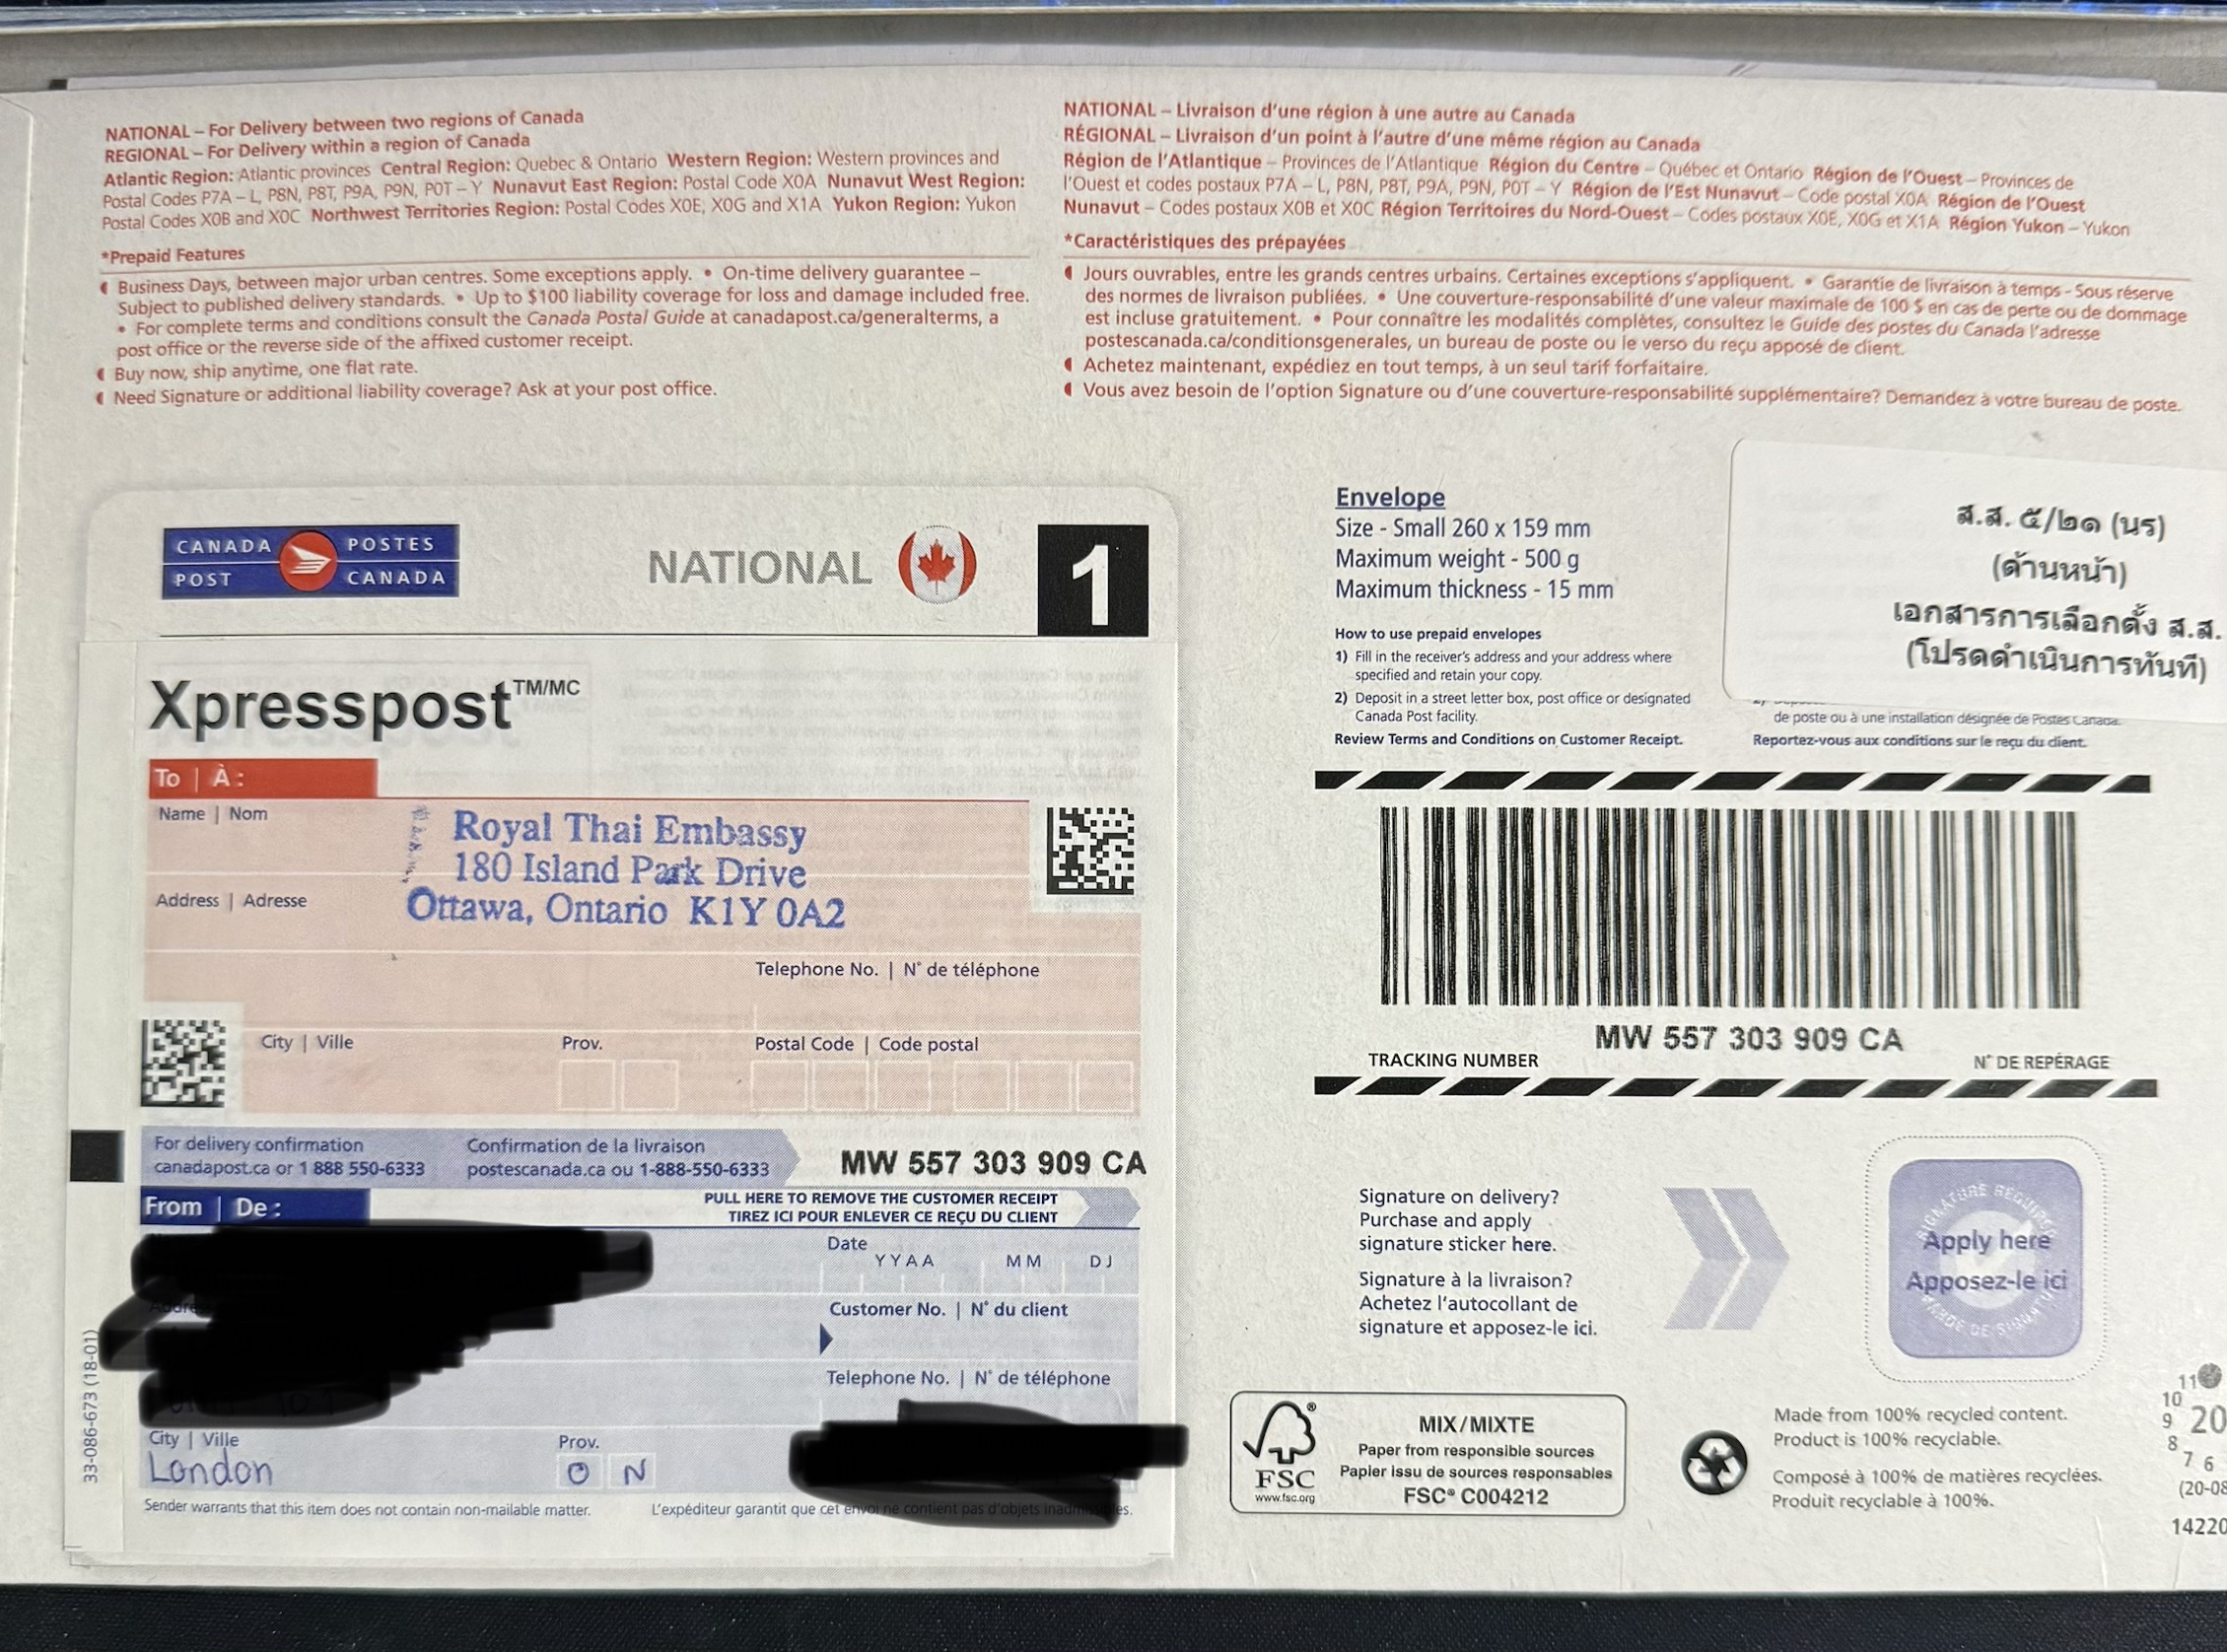 NATIONAL – For Delivery between two regions of Canada
REGIONAL – For Delivery within a region of Canada
Atlantic Region: Atlantic provinces Central Region: Quebec & Ontario Western Region: Western provinces and
Postal Codes P7A – L, P8N, P8T, P9A, P9N, P0T – Y Nunavut East Region: Postal Code X0A Nunavut West Region:
Postal Codes X0B and X0C Northwest Territories Region: Postal Codes X0E, X0G and X1A Yukon Region: Yukon
*Prepaid Features
Business Days, between major urban centres. Some exceptions apply. • On-time delivery guarantee –
Subject to published delivery standards. • Up to $100 liability coverage for loss and damage included free.
• For complete terms and conditions consult the Canada Postal Guide at canadapost.ca/generalterms, a
post office or the reverse side of the affixed customer receipt.
Buy now, ship anytime, one flat rate.
Need Signature or additional liability coverage? Ask at your post office.
NATIONAL – Livraison d'une région à une autre au Canada
RÉGIONAL – Livraison d'un point à l'autre d'une même région au Canada
Région de l'Atlantique – Provinces de l'Atlantique Région du Centre – Québec et Ontario Région de l'Ouest – Provinces de
l'Ouest et codes postaux P7A – L, P8N, P8T, P9A, P9N, P0T – Y Région de l'Est Nunavut – Code postal X0A Région de l'Ouest
Nunavut – Codes postaux X0B et X0C Région Territoires du Nord-Ouest – Codes postaux X0E, X0G et X1A Région Yukon – Yukon
*Caractéristiques des prépayées
Jours ouvrables, entre les grands centres urbains. Certaines exceptions s'appliquent. • Garantie de livraison à temps - Sous réserve
des normes de livraison publiées. • Une couverture-responsabilité d'une valeur maximale de 100 $ en cas de perte ou de dommage
est incluse gratuitement. • Pour connaître les modalités complètes, consultez le Guide des postes du Canada l'adresse
postescanada.ca/conditionsgenerales, un bureau de poste ou le verso du reçu apposé de client.
Achetez maintenant, expédiez en tout temps, à un seul tarif forfaitaire.
Vous avez besoin de l'option Signature ou d'une couverture-responsabilité supplémentaire? Demandez à votre bureau de poste.
CANADA POSTES
POST CANADA
NATIONAL
1
Xpresspost TM/MC
To | À :
Name | Nom
Royal Thai Embassy
180 Island Park Drive
Address | Adresse
Ottawa, Ontario K1Y 0A2
Telephone No. | N° de téléphone
City | Ville
Prov.
Postal Code | Code postal
For delivery confirmation
canadapost.ca or 1 888 550-6333
Confirmation de la livraison
postescanada.ca ou 1-888-550-6333
MW 557 303 909 CA
From | De :
PULL HERE TO REMOVE THE CUSTOMER RECEIPT
TIREZ ICI POUR ENLEVER CE REÇU DU CLIENT
Date
YYAA MM DJ
Customer No. | N° du client
Telephone No. | N° de téléphone
City | Ville
Prov.
London
O N
Sender warrants that this item does not contain non-mailable matter.
L'expéditeur garantit que cet envoi ne contient pas d'objets inadmissibles.
33-086-673 (18-01)
Envelope
Size - Small 260 x 159 mm
Maximum weight - 500 g
Maximum thickness - 15 mm
How to use prepaid envelopes
1) Fill in the receiver's address and your address where
specified and retain your copy.
2) Deposit in a street letter box, post office or designated
Canada Post facility.
Review Terms and Conditions on Customer Receipt.
ส.ส. ๕/๒๑ (นร)
(ด้านหน้า)
เอกสารการเลือกตั้ง ส.ส.
(โปรดดำเนินการทันที)
de poste ou à une installation désignée de Postes Canada.
Reportez-vous aux conditions sur le reçu du client.
MW 557 303 909 CA
TRACKING NUMBER
N° DE REPÉRAGE
Signature on delivery?
Purchase and apply
signature sticker here.
Signature à la livraison?
Achetez l'autocollant de
signature et apposez-le ici.
Apply here
Apposez-le ici
FSC
www.fsc.org
MIX/MIXTE
Paper from responsible sources
Papier issu de sources responsables
FSC® C004212
Made from 100% recycled content.
Product is 100% recyclable.
Composé à 100% de matières recyclées.
Produit recyclable à 100%.
11
10
9 20
8
7 6
(20-08
14220